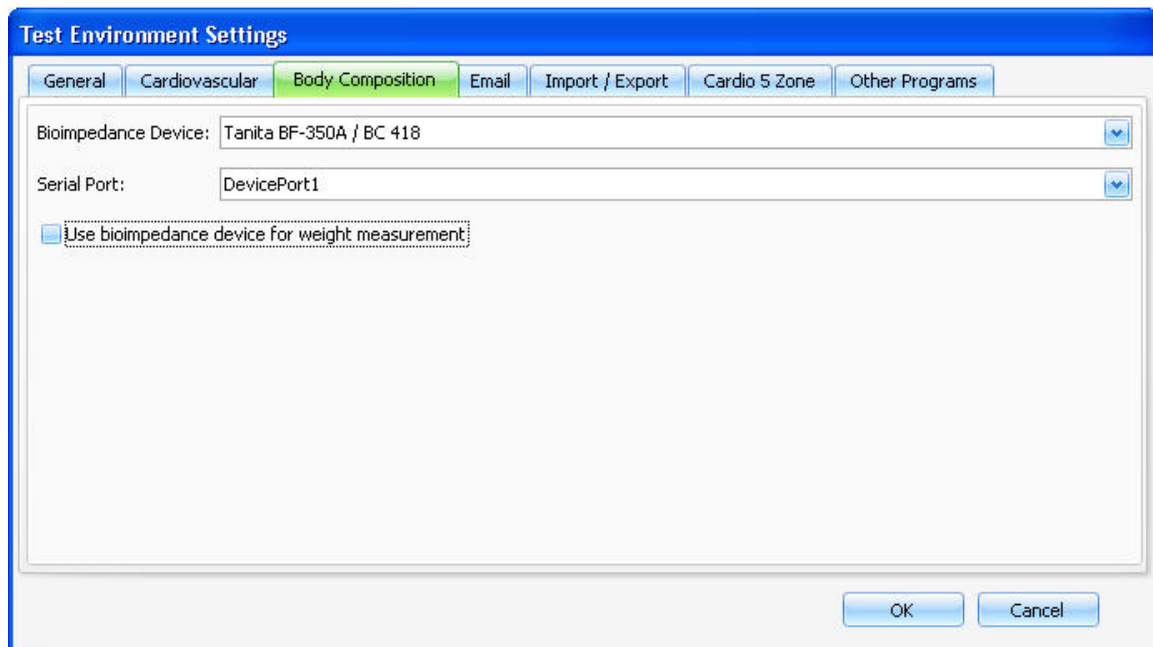 Test Environment Settings
General Cardiovascular Body Composition Email Import / Export Cardio 5 Zone Other Programs
Bioimpedance Device: Tanita BF-350A / BC 418
Serial Port: DevicePort1
Use bioimpedance device for weight measurement
OK Cancel